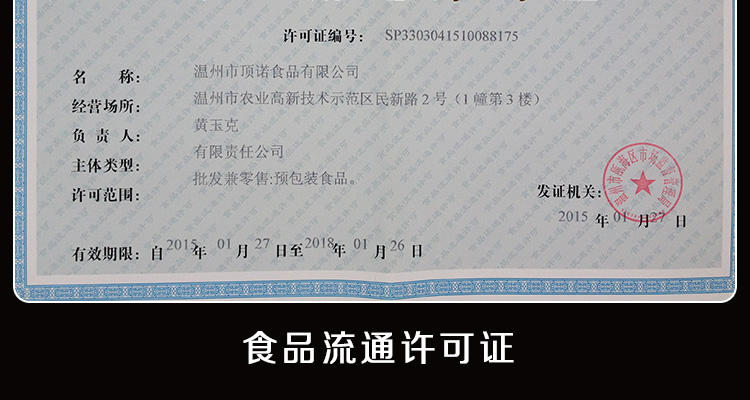 许可证编号: SP3303041510088175
名 称: 温州市顶诺食品有限公司
经营场所: 温州市农业高新技术示范区民新路2号(1幢第3楼)
负 责 人: 黄玉克
主体类型: 有限责任公司
许可范围: 批发兼零售:预包装食品。
发证机关:
温州市瓯海区市场监督管理局
2015 年 01 月 27 日
有效期限: 自 2015 年 01 月 27 日至 2018 年 01 月 26 日
食品流通许可证